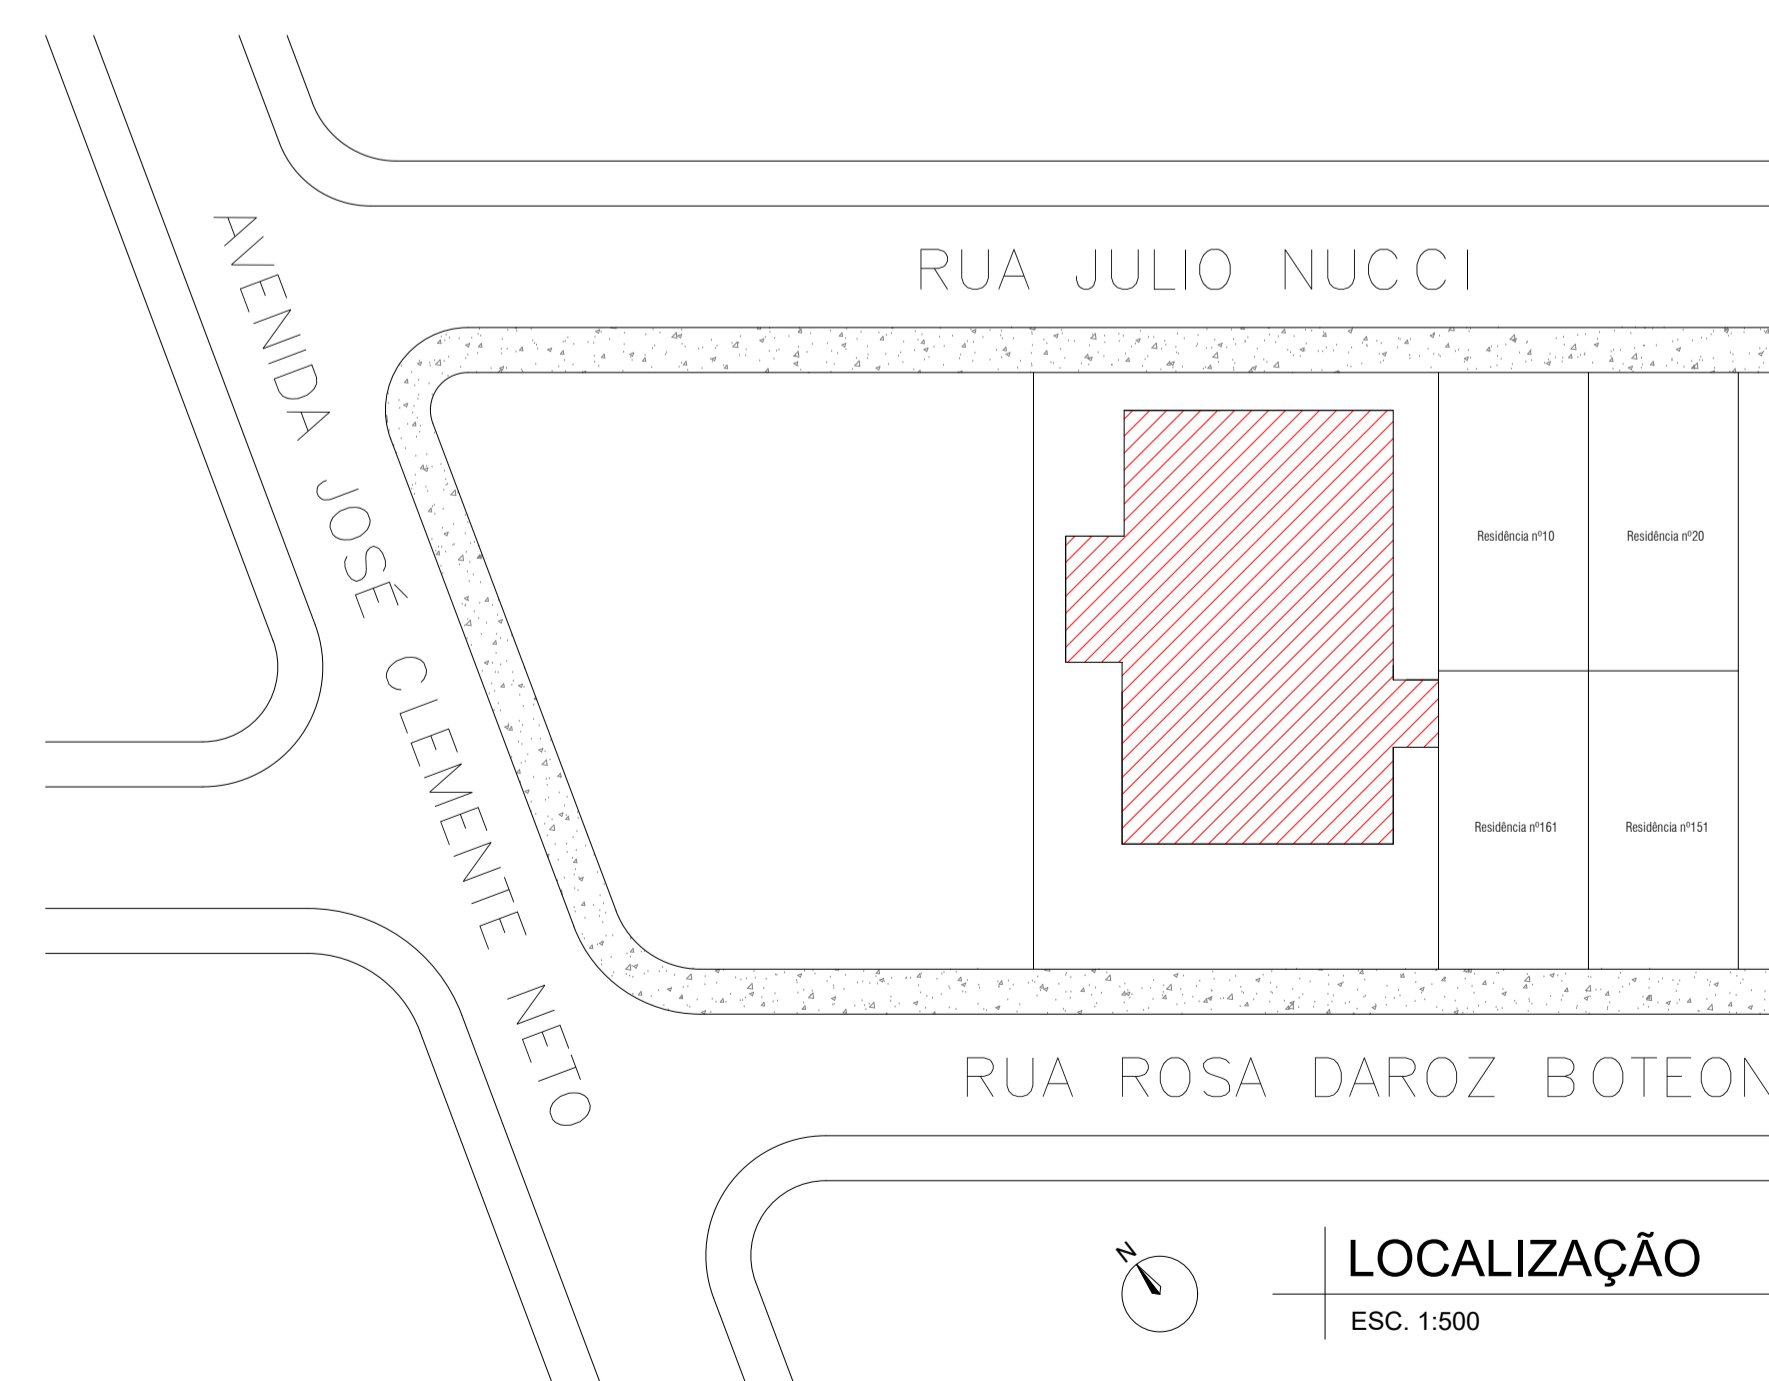 RUA JULIO NUCCI
AVENIDA JOSÉ CLEMENTE NETO
Residência nº10
Residência nº20
Residência nº161
Residência nº151
RUA ROSA DAROZ BOTEON
N
LOCALIZAÇÃO
ESC. 1:500